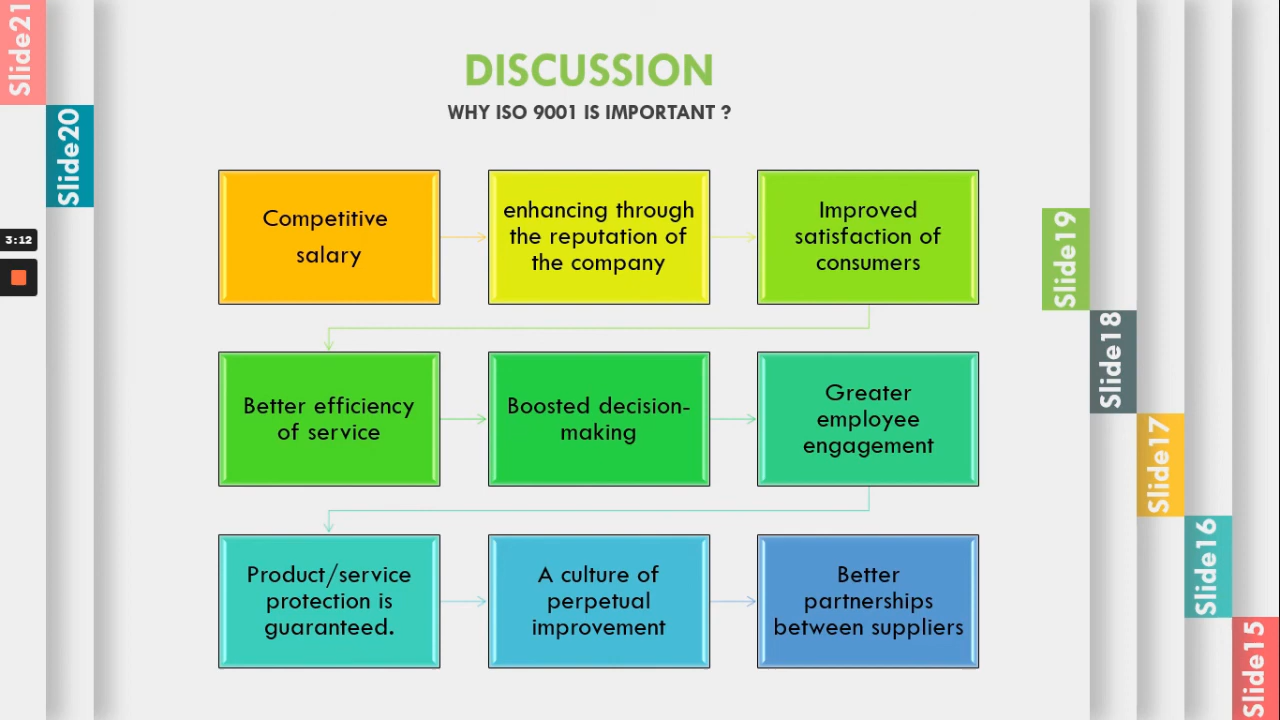 Slide21
Slide20
3:12
DISCUSSION
WHY ISO 9001 IS IMPORTANT ?
Competitive
salary
enhancing through
the reputation of
the company
Improved
satisfaction of
consumers
Better efficiency
of service
Boosted decision-
making
Greater
employee
engagement
Product/service
protection is
guaranteed.
A culture of
perpetual
improvement
Better
partnerships
between suppliers
Slide19
Slide18
Slide17
Slide16
Slide15